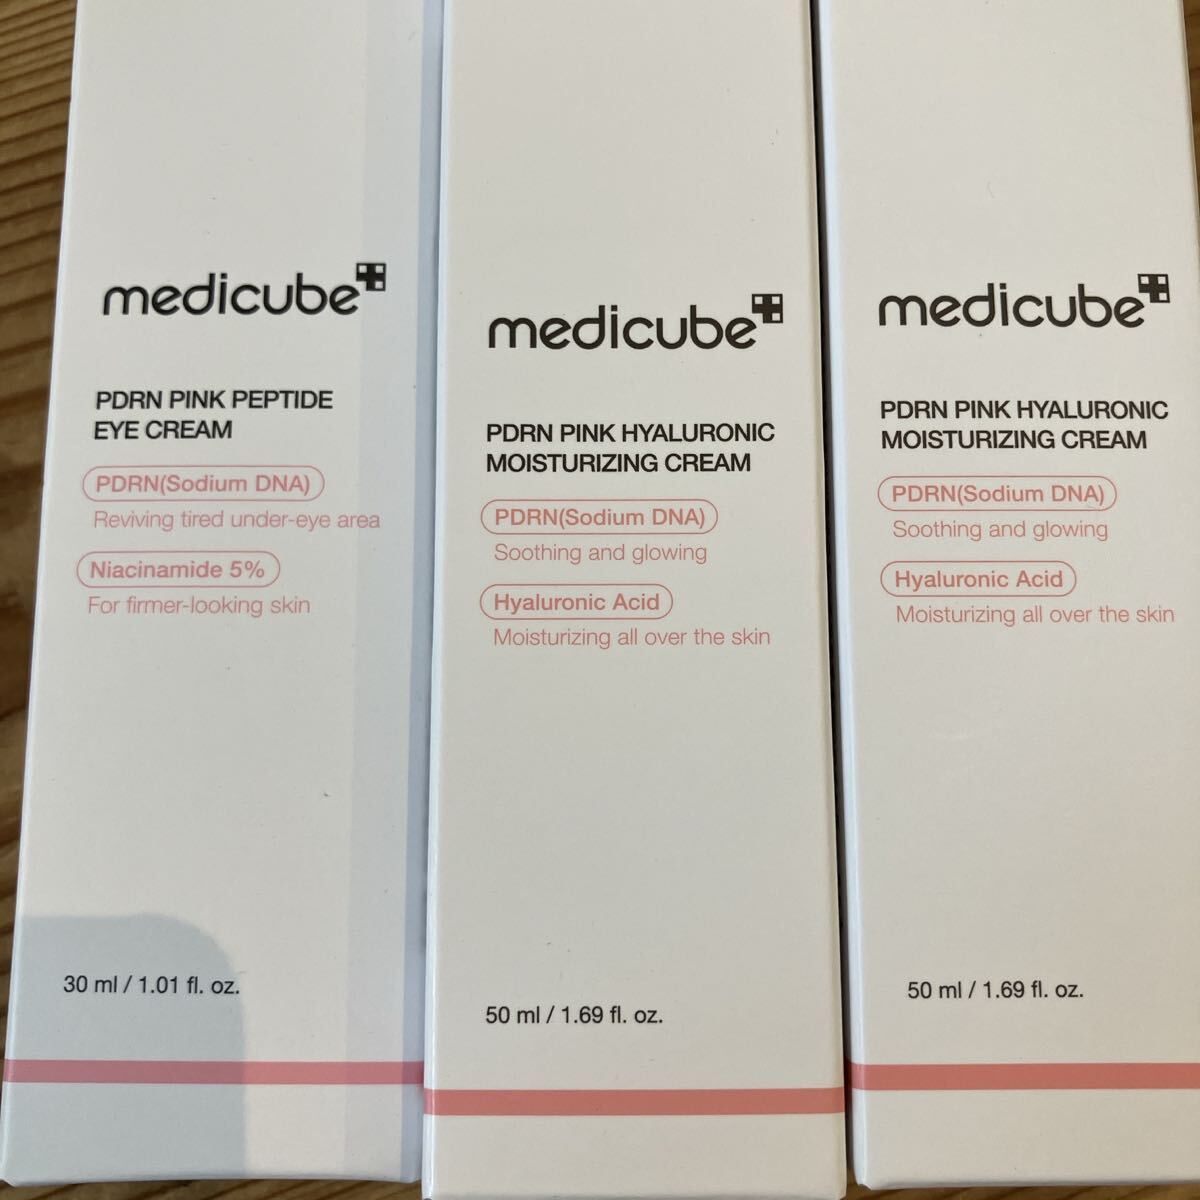 medicube
PDRN PINK PEPTIDE
EYE CREAM
PDRN(Sodium DNA)
Reviving tired under-eye area
Niacinamide 5%
For firmer-looking skin
30 ml / 1.01 fl. oz.
medicube
PDRN PINK HYALURONIC
MOISTURIZING CREAM
PDRN(Sodium DNA)
Soothing and glowing
Hyaluronic Acid
Moisturizing all over the skin
50 ml / 1.69 fl. oz.
medicube
PDRN PINK HYALURONIC
MOISTURIZING CREAM
PDRN(Sodium DNA)
Soothing and glowing
Hyaluronic Acid
Moisturizing all over the skin
50 ml / 1.69 fl. oz.